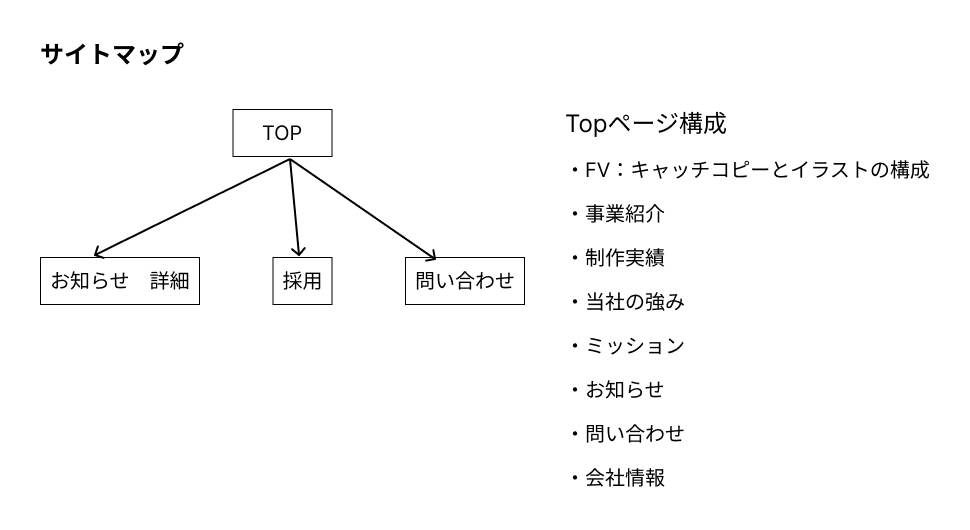 サイトマップ
TOP
お知らせ　詳細
採用
問い合わせ
Topページ構成
・FV：キャッチコピーとイラストの構成
・事業紹介
・制作実績
・当社の強み
・ミッション
・お知らせ
・問い合わせ
・会社情報